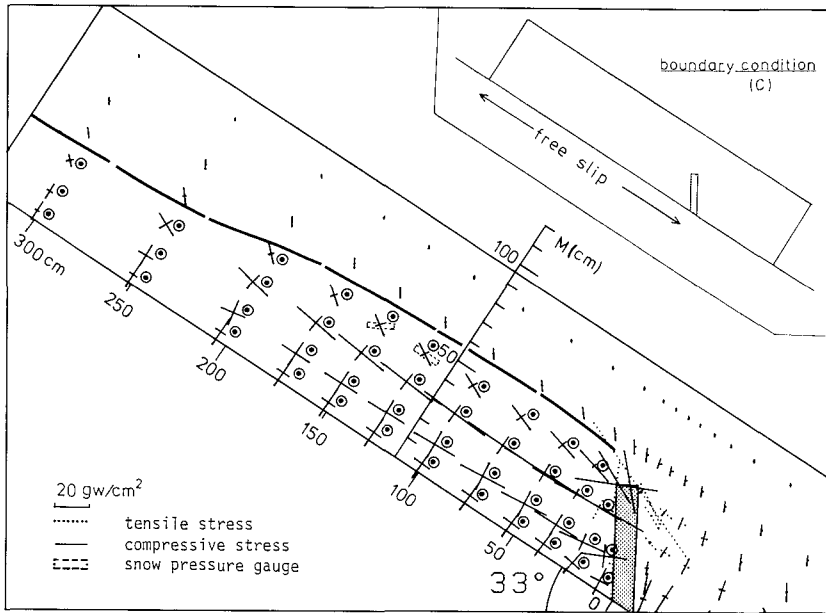 boundary condition
(C)
free slip
M(cm)
100
50
300cm
250
200
150
100
50
0
33°
20 gw/cm²
tensile stress
compressive stress
snow pressure gauge